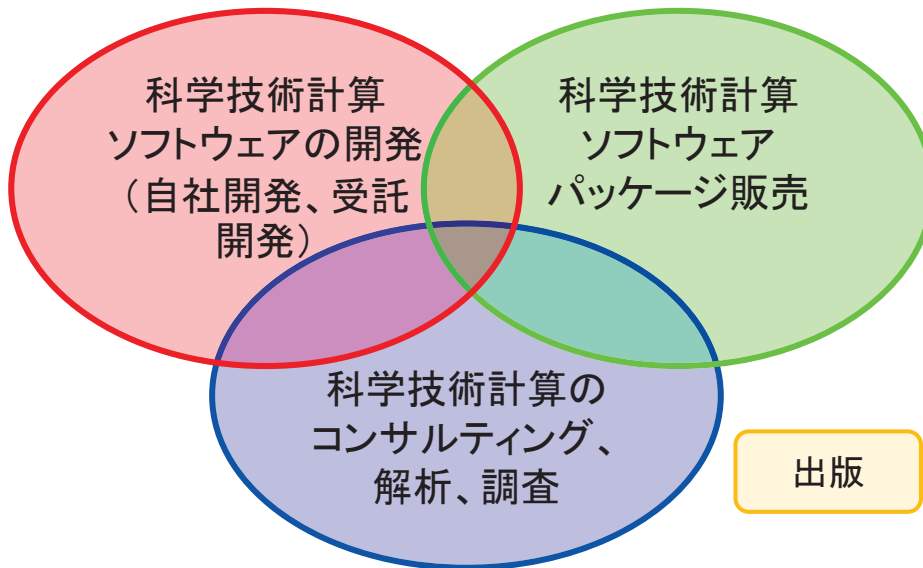 科学技術計算
ソフトウェアの開発
（自社開発、受託
開発）
科学技術計算
ソフトウェア
パッケージ販売
科学技術計算の
コンサルティング、
解析、調査
出版